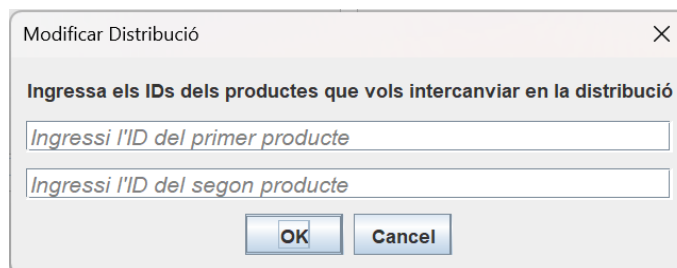 Modificar Distribució
Ingressa els IDs dels productes que vols intercanviar en la distribució
Ingressi l'ID del primer producte
Ingressi l'ID del segon producte
OK Cancel